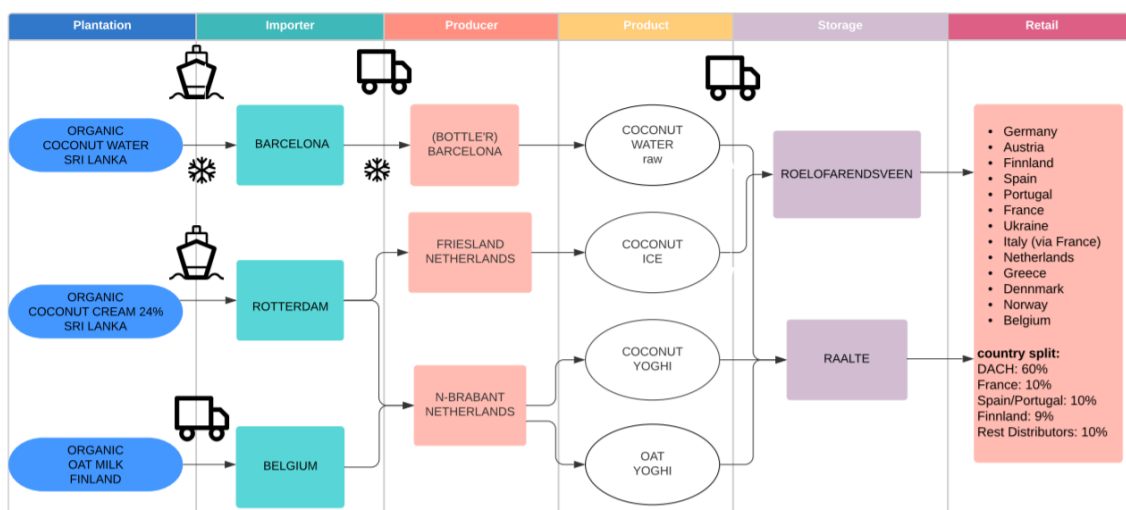 Plantation
Importer
Producer
Product
Storage
Retail
ORGANIC
COCONUT WATER
SRI LANKA
BARCELONA
(BOTTLE'R)
BARCELONA
COCONUT
WATER
raw
ROELOFARENDSVEEN
ORGANIC
COCONUT CREAM 24%
SRI LANKA
ROTTERDAM
FRIESLAND
NETHERLANDS
COCONUT
ICE
N-BRABANT
NETHERLANDS
COCONUT
YOGHI
RAALTE
ORGANIC
OAT MILK
FINLAND
BELGIUM
OAT
YOGHI
• Germany
• Austria
• Finnland
• Spain
• Portugal
• France
• Ukraine
• Italy (via France)
• Netherlands
• Greece
• Dennmark
• Norway
• Belgium
country split:
DACH: 60%
France: 10%
Spain/Portugal: 10%
Finnland: 9%
Rest Distributors: 10%